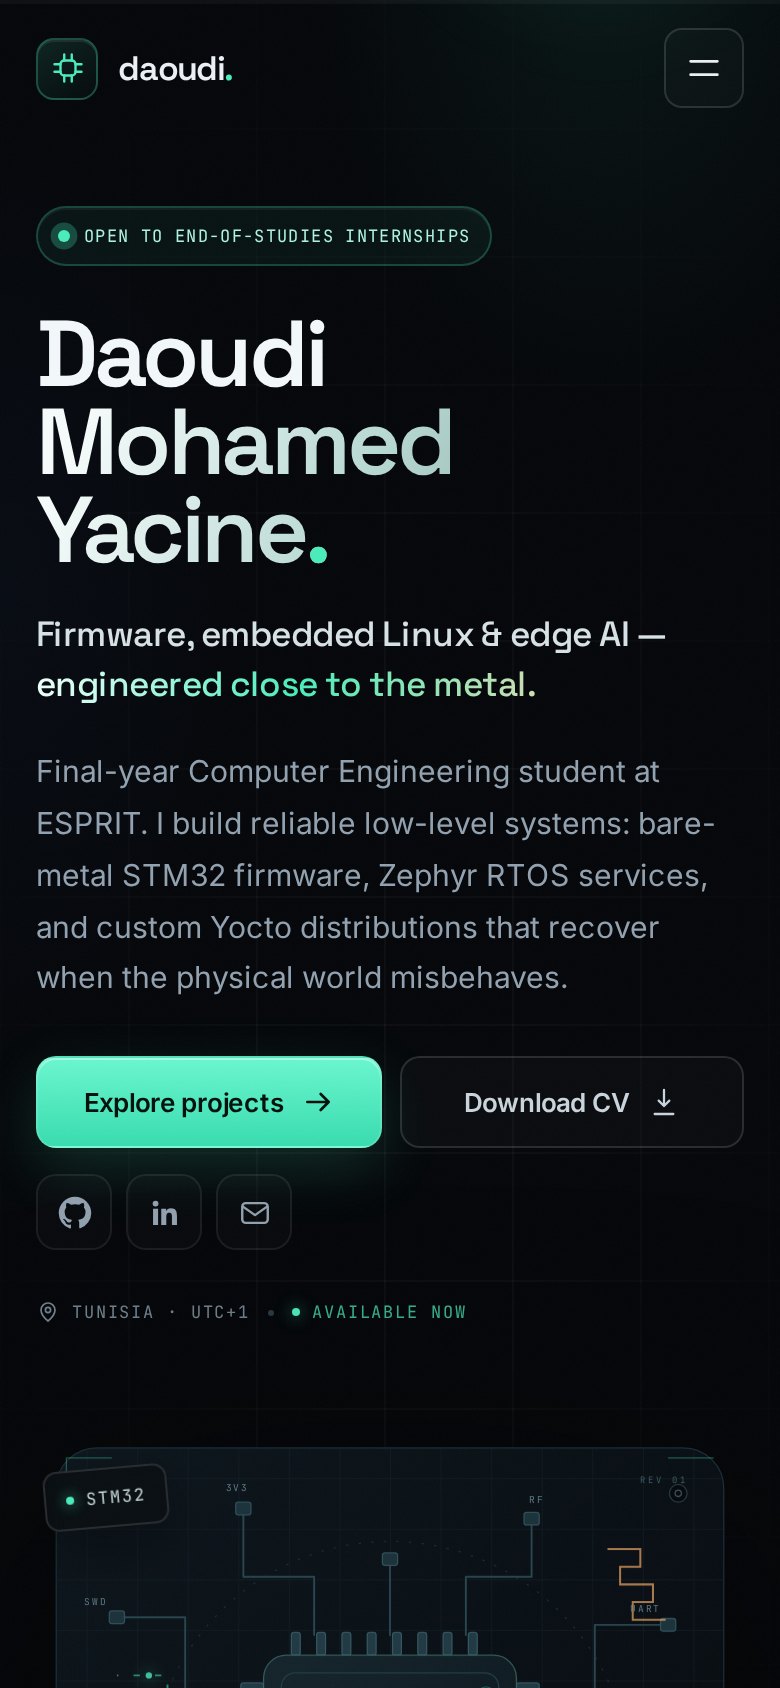 daoudi.
OPEN TO END-OF-STUDIES INTERNSHIPS
Daoudi
Mohamed
Yacine.
Firmware, embedded Linux & edge AI —
engineered close to the metal.
Final-year Computer Engineering student at
ESPRIT. I build reliable low-level systems: bare-
metal STM32 firmware, Zephyr RTOS services,
and custom Yocto distributions that recover
when the physical world misbehaves.
Explore projects →
Download CV
in
TUNISIA · UTC+1 • AVAILABLE NOW
STM32
3V3
REV 01
RF
SWD
UART